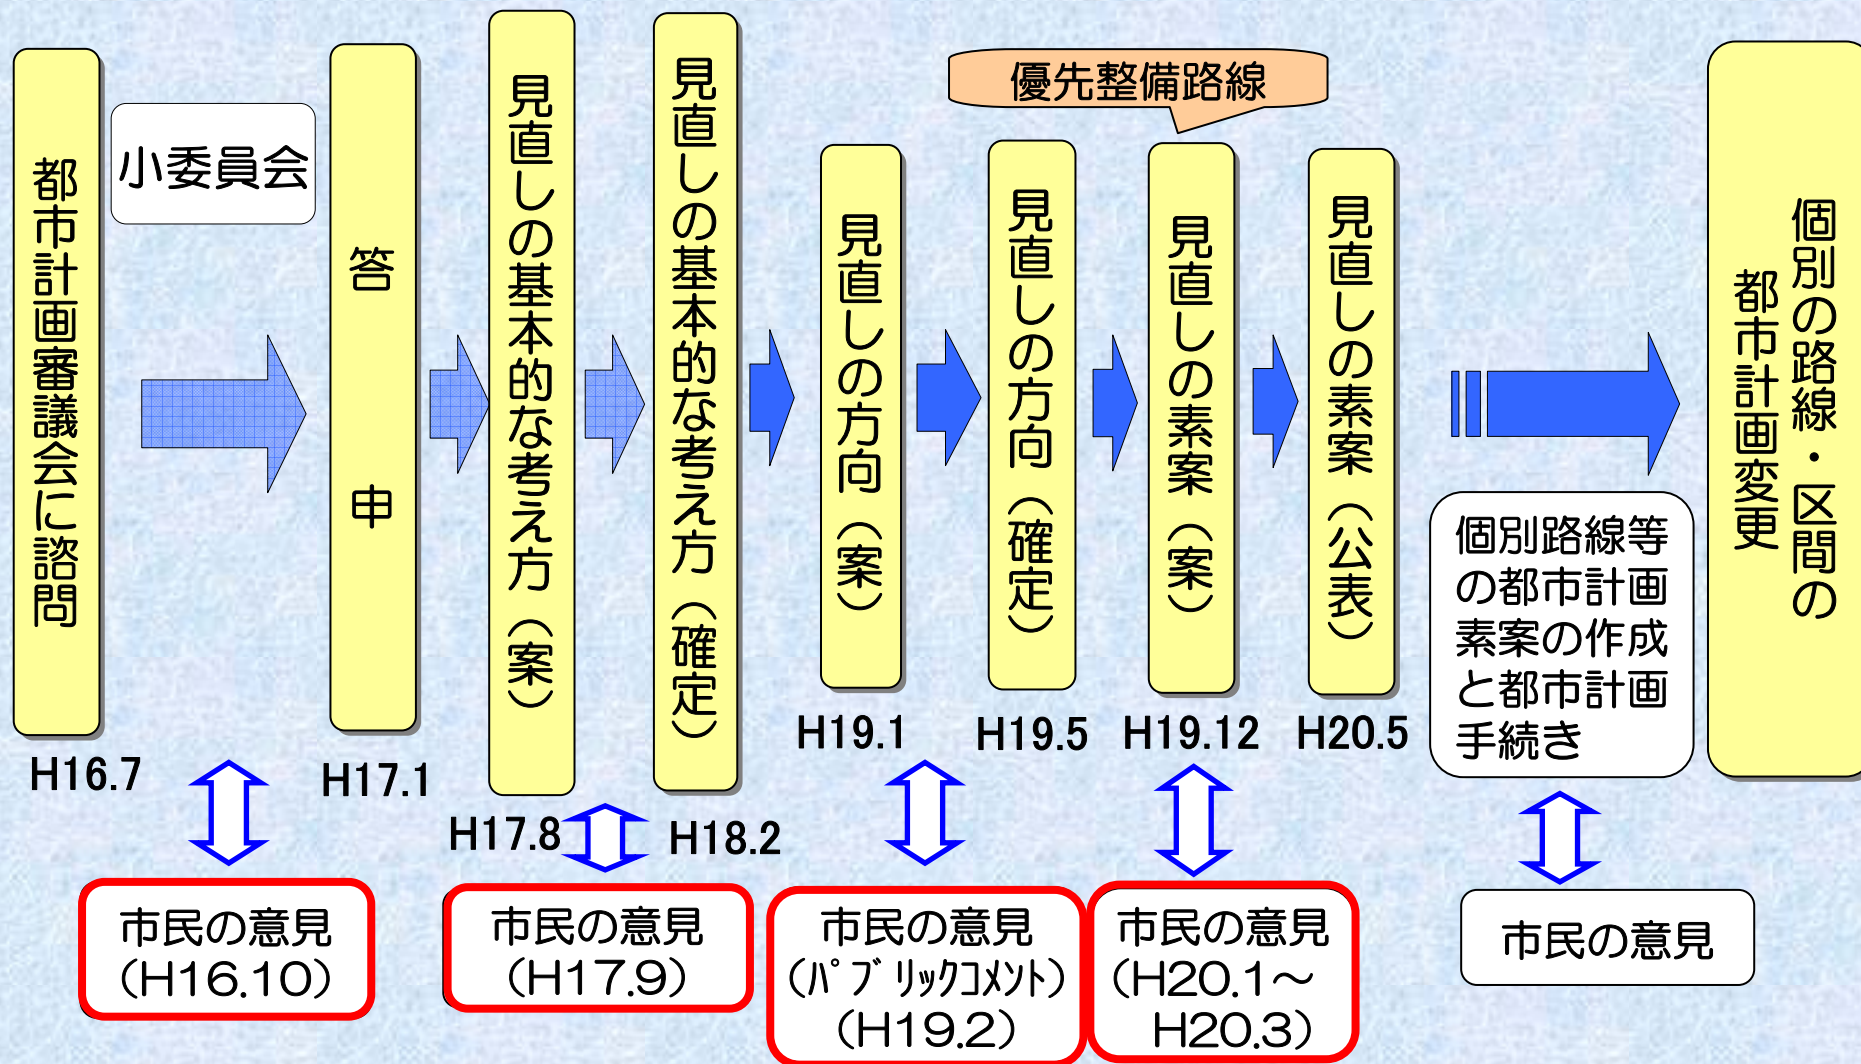 都市計画審議会に諮問
H16.7
小委員会
答申
H17.1
見直しの基本的な考え方（案）
H17.8
見直しの基本的な考え方（確定）
H18.2
見直しの方向（案）
H19.1
見直しの方向（確定）
H19.5
優先整備路線
見直しの素案（案）
H19.12
見直しの素案（公表）
H20.5
個別路線等
の都市計画
素案の作成
と都市計画
手続き
個別の路線・区間の
都市計画変更
市民の意見
（H16.10）
市民の意見
（H17.9）
市民の意見
（ﾊﾟﾌﾞﾘｯｸｺﾒﾝﾄ）
（H19.2）
市民の意見
（H20.1～
H20.3）
市民の意見